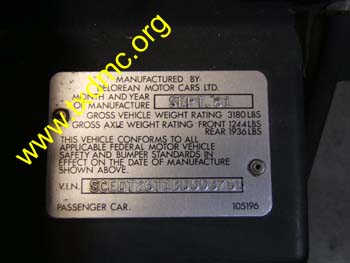 www.babdmc.org
MANUFACTURED BY
DELOREAN MOTOR CARS LTD.
MONTH AND YEAR
OF MANUFACTURE SEPT 81
GROSS VEHICLE WEIGHT RATING 3180 LBS
GROSS AXLE WEIGHT RATING FRONT 1244 LBS
REAR 1936 LBS
THIS VEHICLE CONFORMS TO ALL
APPLICABLE FEDERAL MOTOR VEHICLE
SAFETY AND BUMPER STANDARDS IN
EFFECT ON THE DATE OF MANUFACTURE
SHOWN ABOVE.
V.I.N.
PASSENGER CAR. 105196